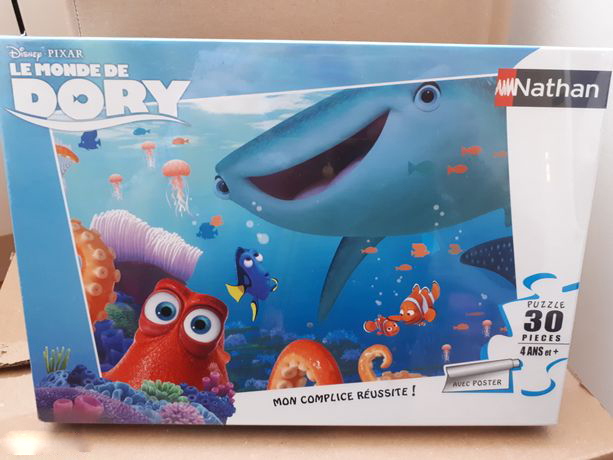 Disney · PIXAR
LE MONDE DE
DORY
Nathan
PUZZLE
30
PIECES
4 ANS et +
AVEC POSTER
MON COMPLICE RÉUSSITE !